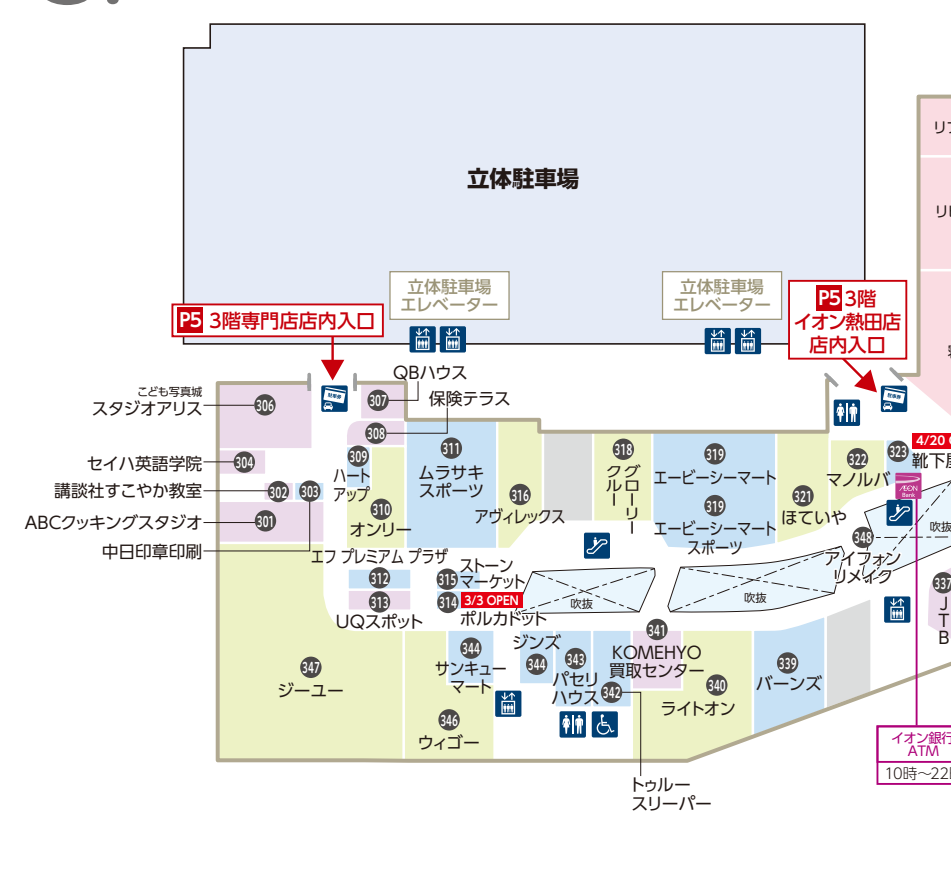 立体駐車場
立体駐車場
エレベーター
立体駐車場
エレベーター
P5 3階専門店店内入口
P5 3階
イオン熱田店
店内入口
駐車券
駐車券
QBハウス
307
保険テラス
308
こども写真城
スタジオアリス
306
セイハ英語学院
304
講談社すこやか教室
302
303
ABCクッキングスタジオ
301
中日印章印刷
309
ハート
アップ
310
オンリー
311
ムラサキ
スポーツ
316
アヴィレックス
318
グローリー
クルー
319
エービーシーマート
319
エービーシーマート
スポーツ
321
ほていや
322
マノルバ
323
4/20
靴下
AEON
Bank
348
アイフォン
リメイク
吹抜
エフ プレミアム プラザ
312
313
UQスポット
315
ストーン
マーケット
314
3/3 OPEN
ポルカドット
吹抜
吹抜
337
J
T
B
347
ジーユー
344
サンキュー
マート
346
ウィゴー
ジンズ
344
343
パセリ
ハウス
342
トゥルー
スリーパー
341
KOMEHYO
買取センター
340
ライトオン
339
バーンズ
イオン銀行
ATM
10時～22